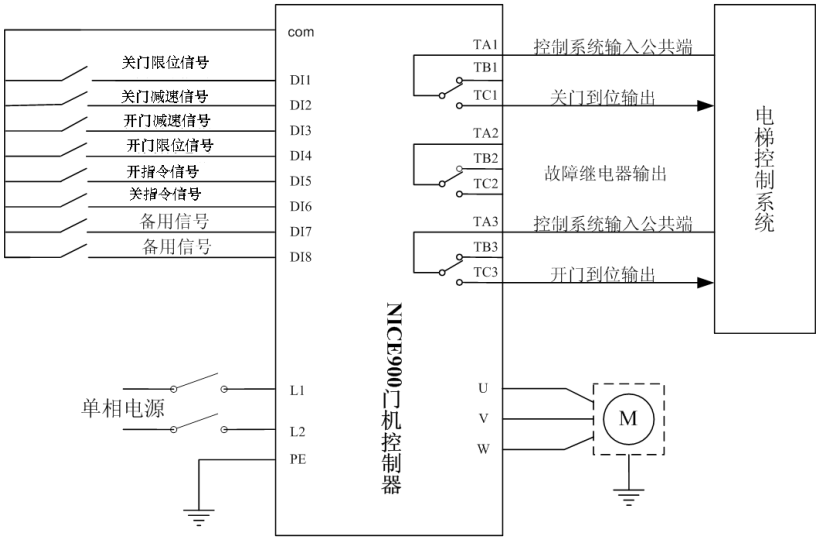 com
关门限位信号
DI1
关门减速信号
DI2
开门减速信号
DI3
开门限位信号
DI4
开指令信号
DI5
关指令信号
DI6
备用信号
DI7
备用信号
DI8
单相电源
L1
L2
PE
NICE900门机控制器
TA1
控制系统输入公共端
TB1
TC1
关门到位输出
TA2
TB2
故障继电器输出
TC2
TA3
控制系统输入公共端
TB3
TC3
开门到位输出
电梯控制系统
U
V
W
M